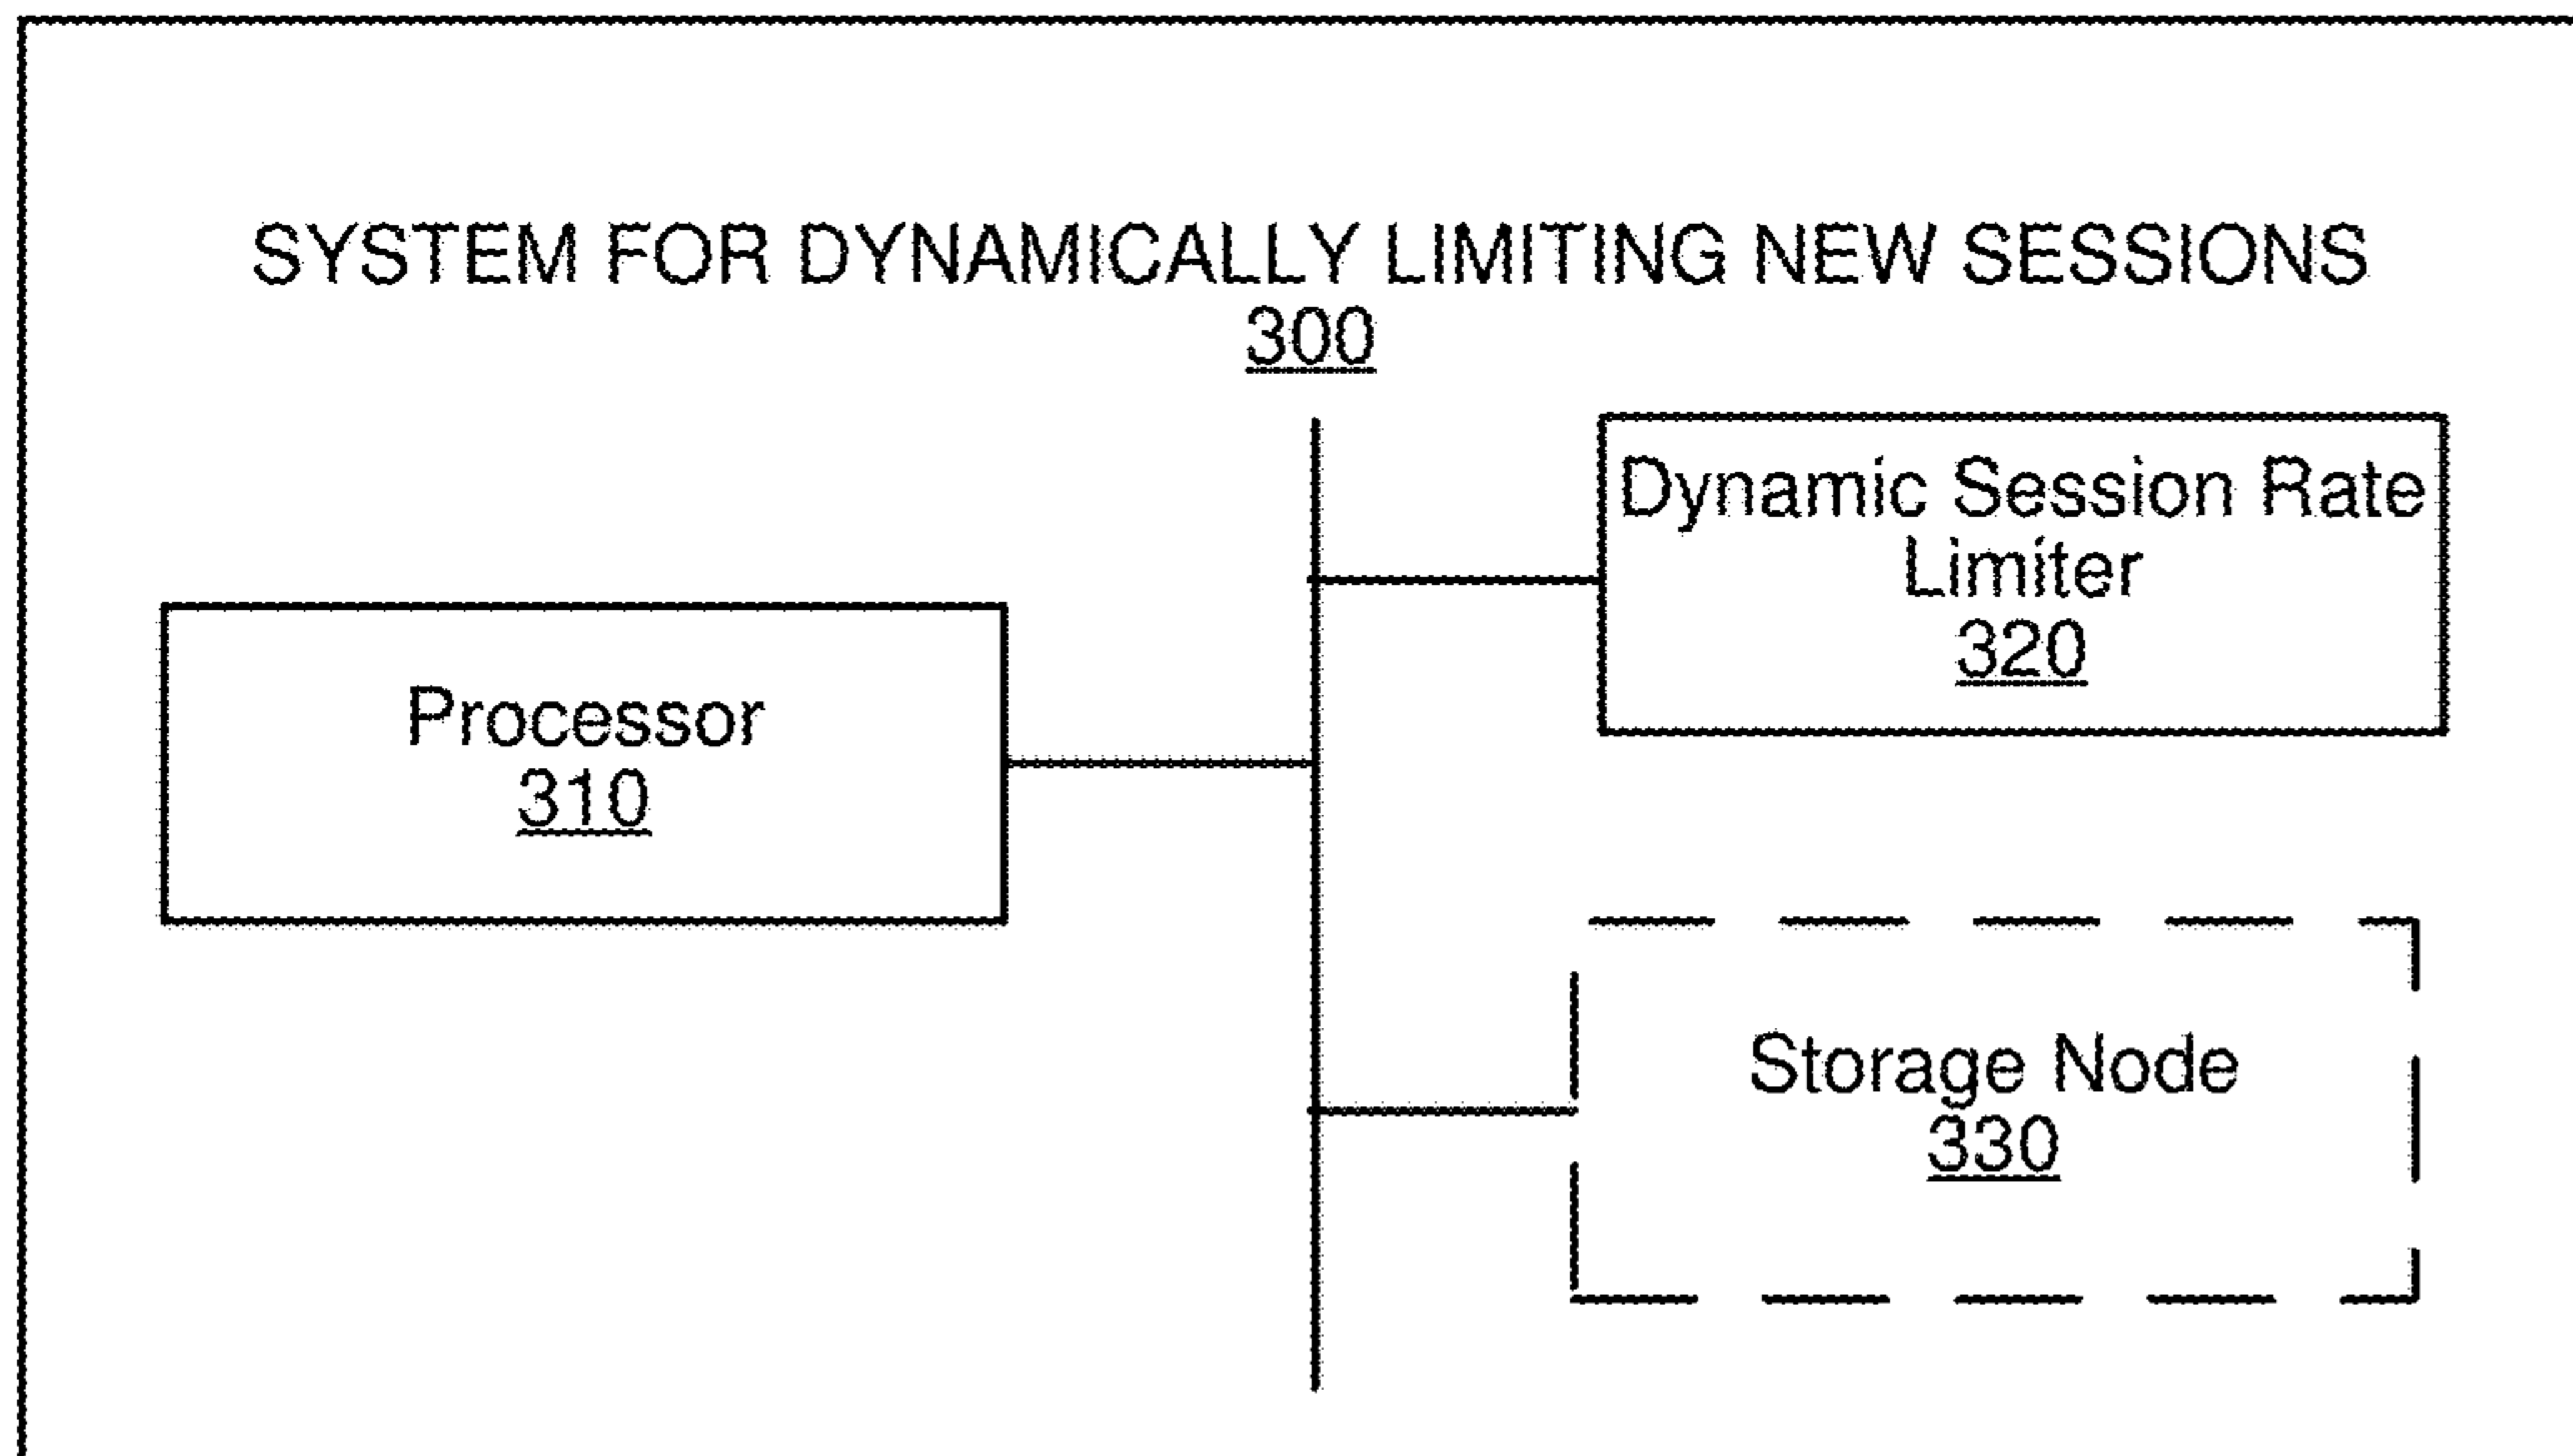 SYSTEM FOR DYNAMICALLY LIMITING NEW SESSIONS
300
Dynamic Session Rate
Limiter
320
Processor
310
Storage Node
330